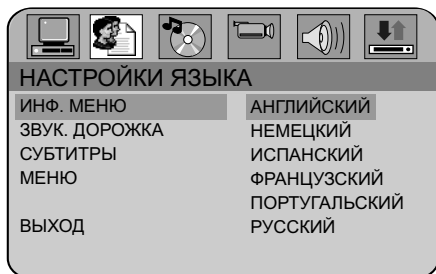 НАСТРОЙКИ ЯЗЫКА
ИНФ. МЕНЮ АНГЛИЙСКИЙ
ЗВУК. ДОРОЖКА НЕМЕЦКИЙ
СУБТИТРЫ ИСПАНСКИЙ
МЕНЮ ФРАНЦУЗСКИЙ
ПОРТУГАЛЬСКИЙ
ВЫХОД РУССКИЙ